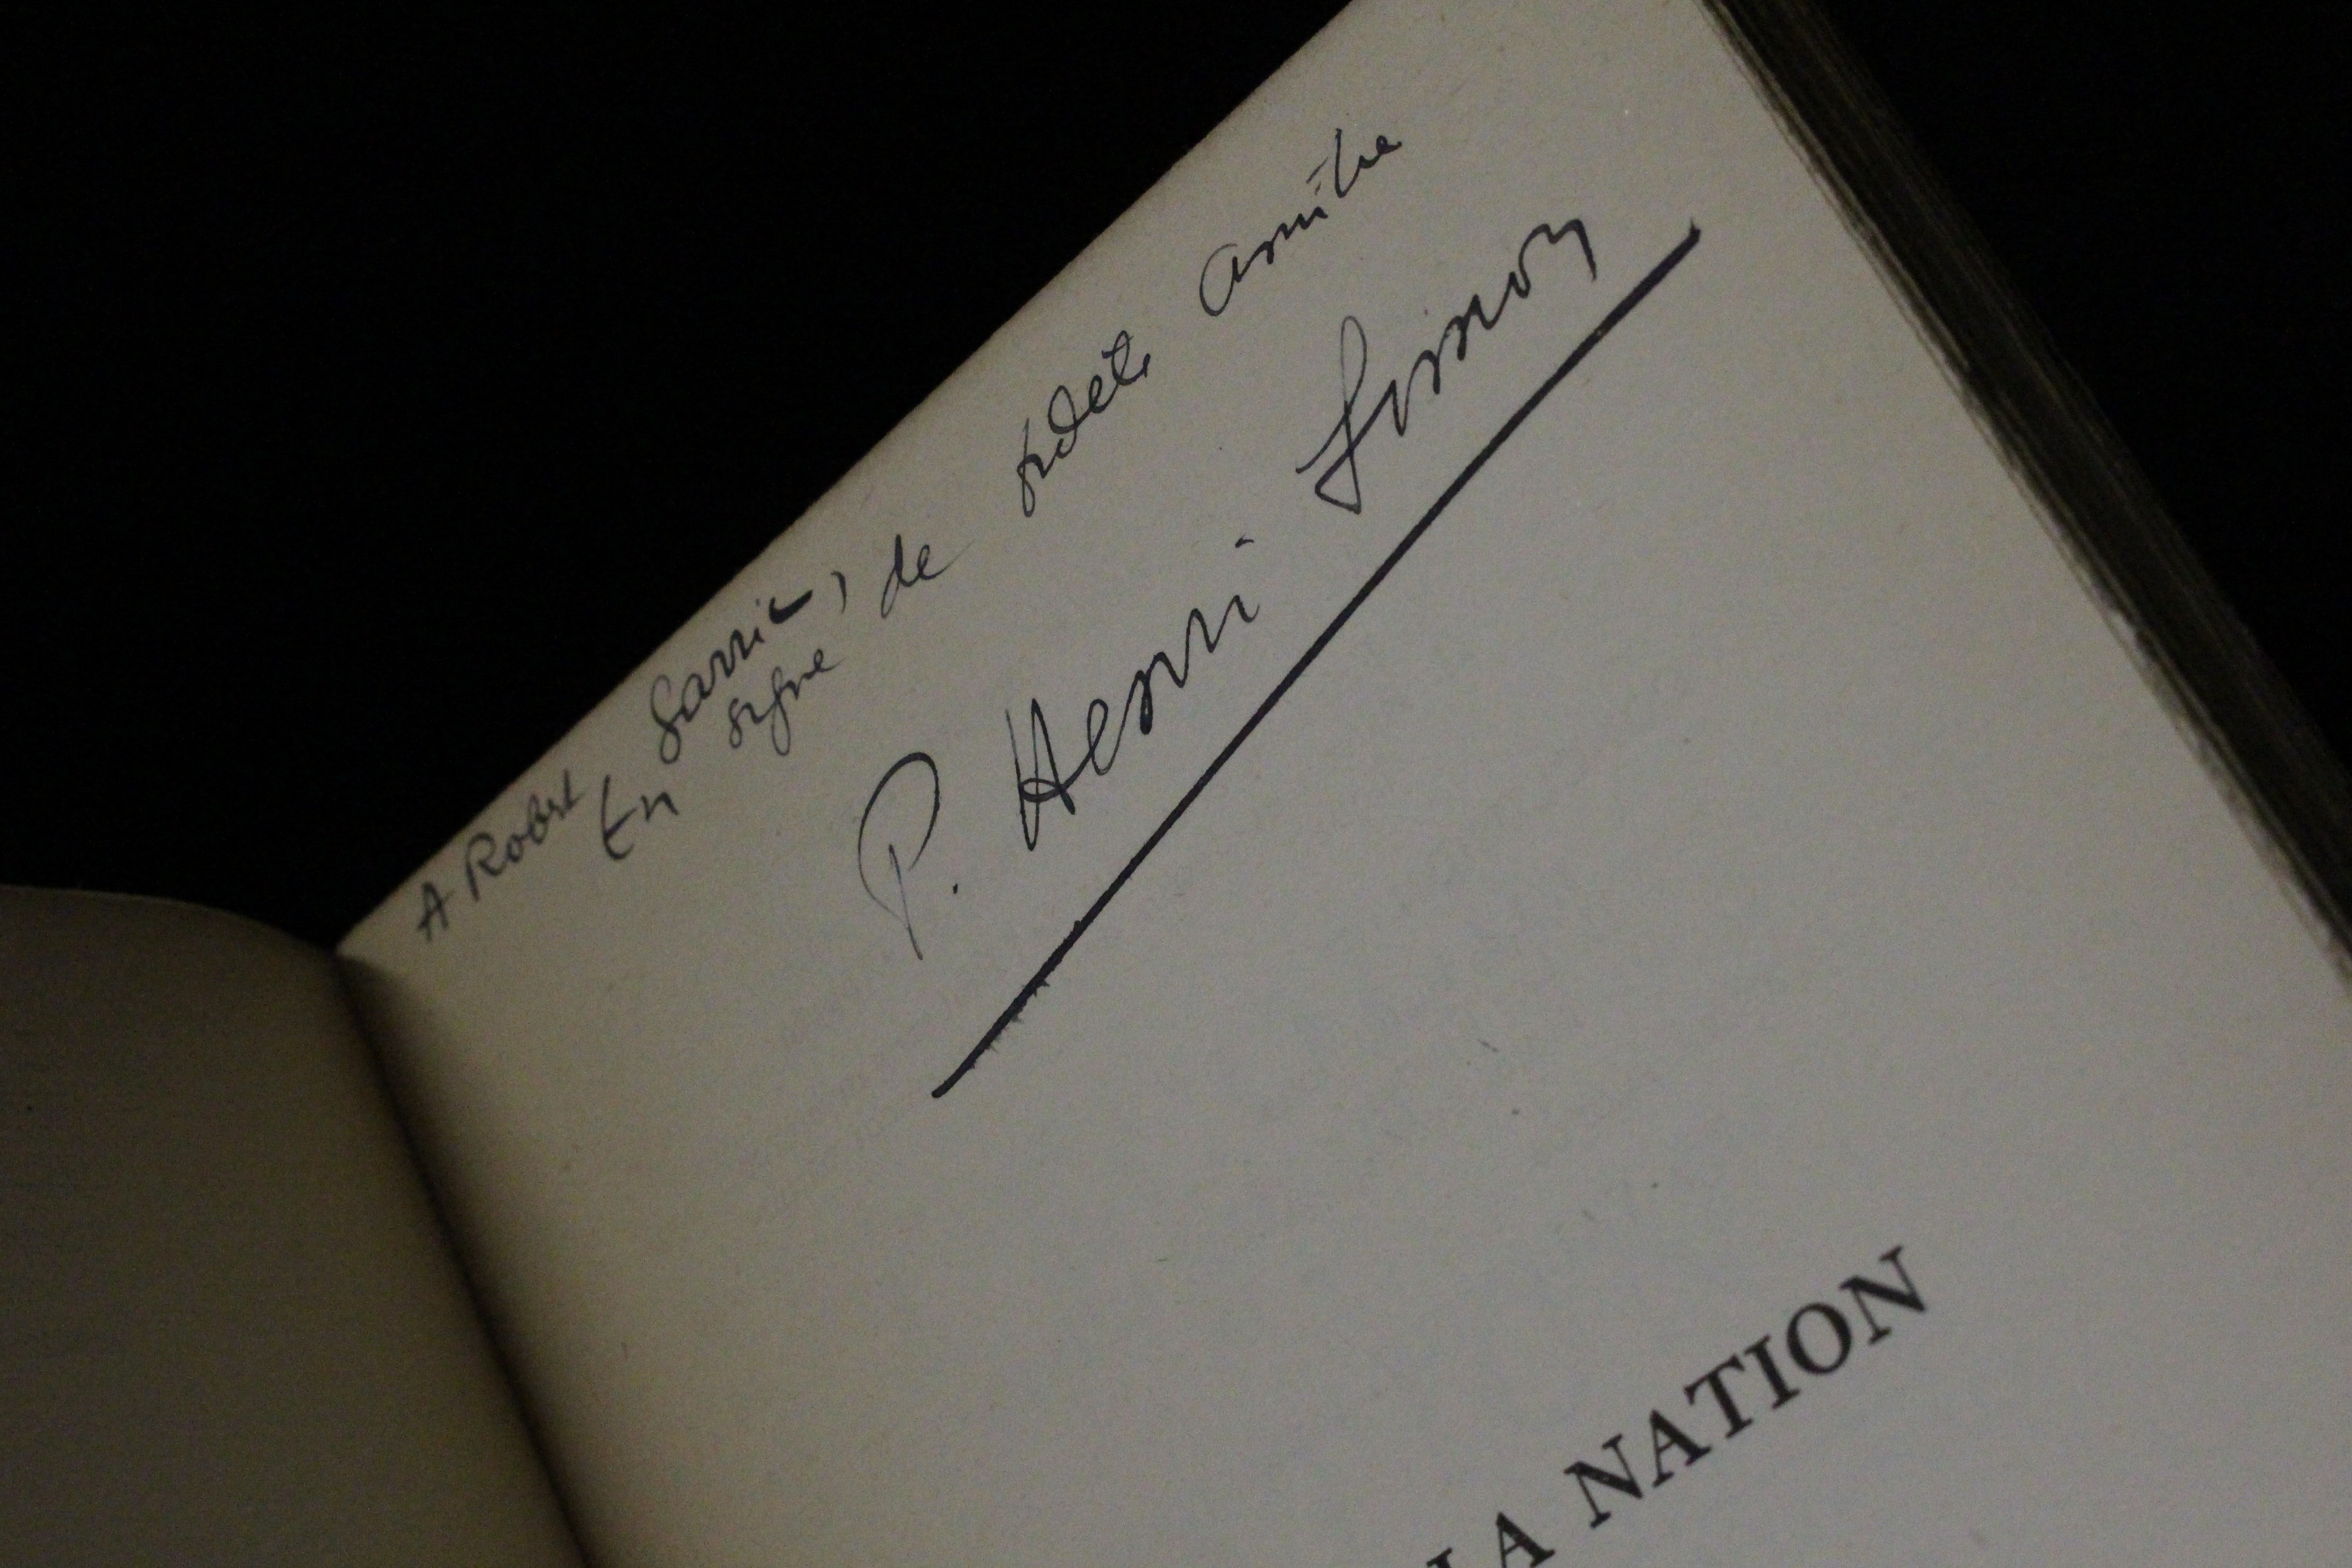 A Robert Garric,
En signe de fidèle amitié
P. Henri Simon
LA NATION